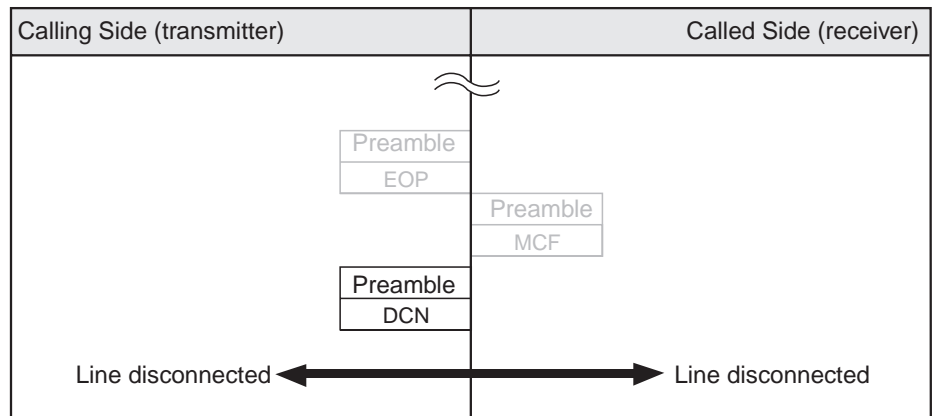 Calling Side (transmitter) Called Side (receiver)
Preamble
EOP
Preamble
MCF
Preamble
DCN
Line disconnected Line disconnected